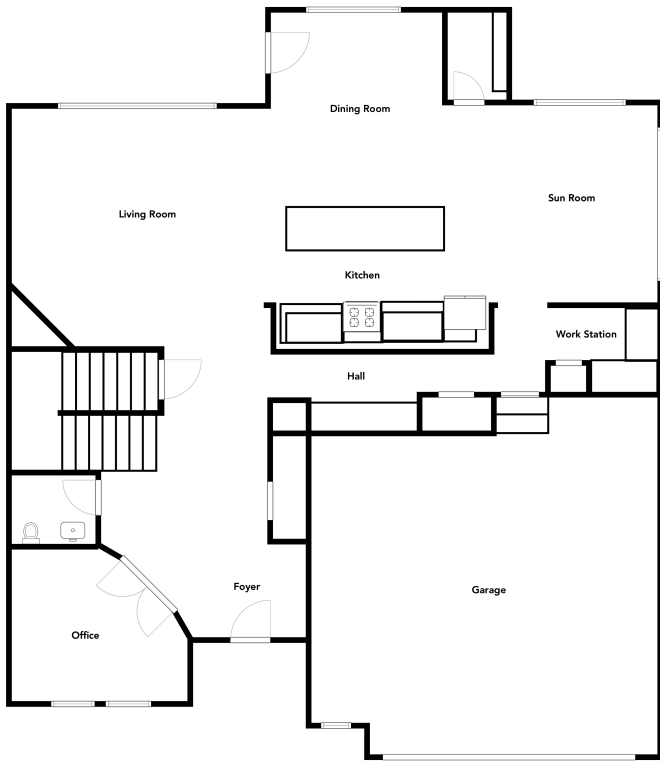 Dining Room
Sun Room
Living Room
Kitchen
Work Station
Hall
Foyer
Garage
Office